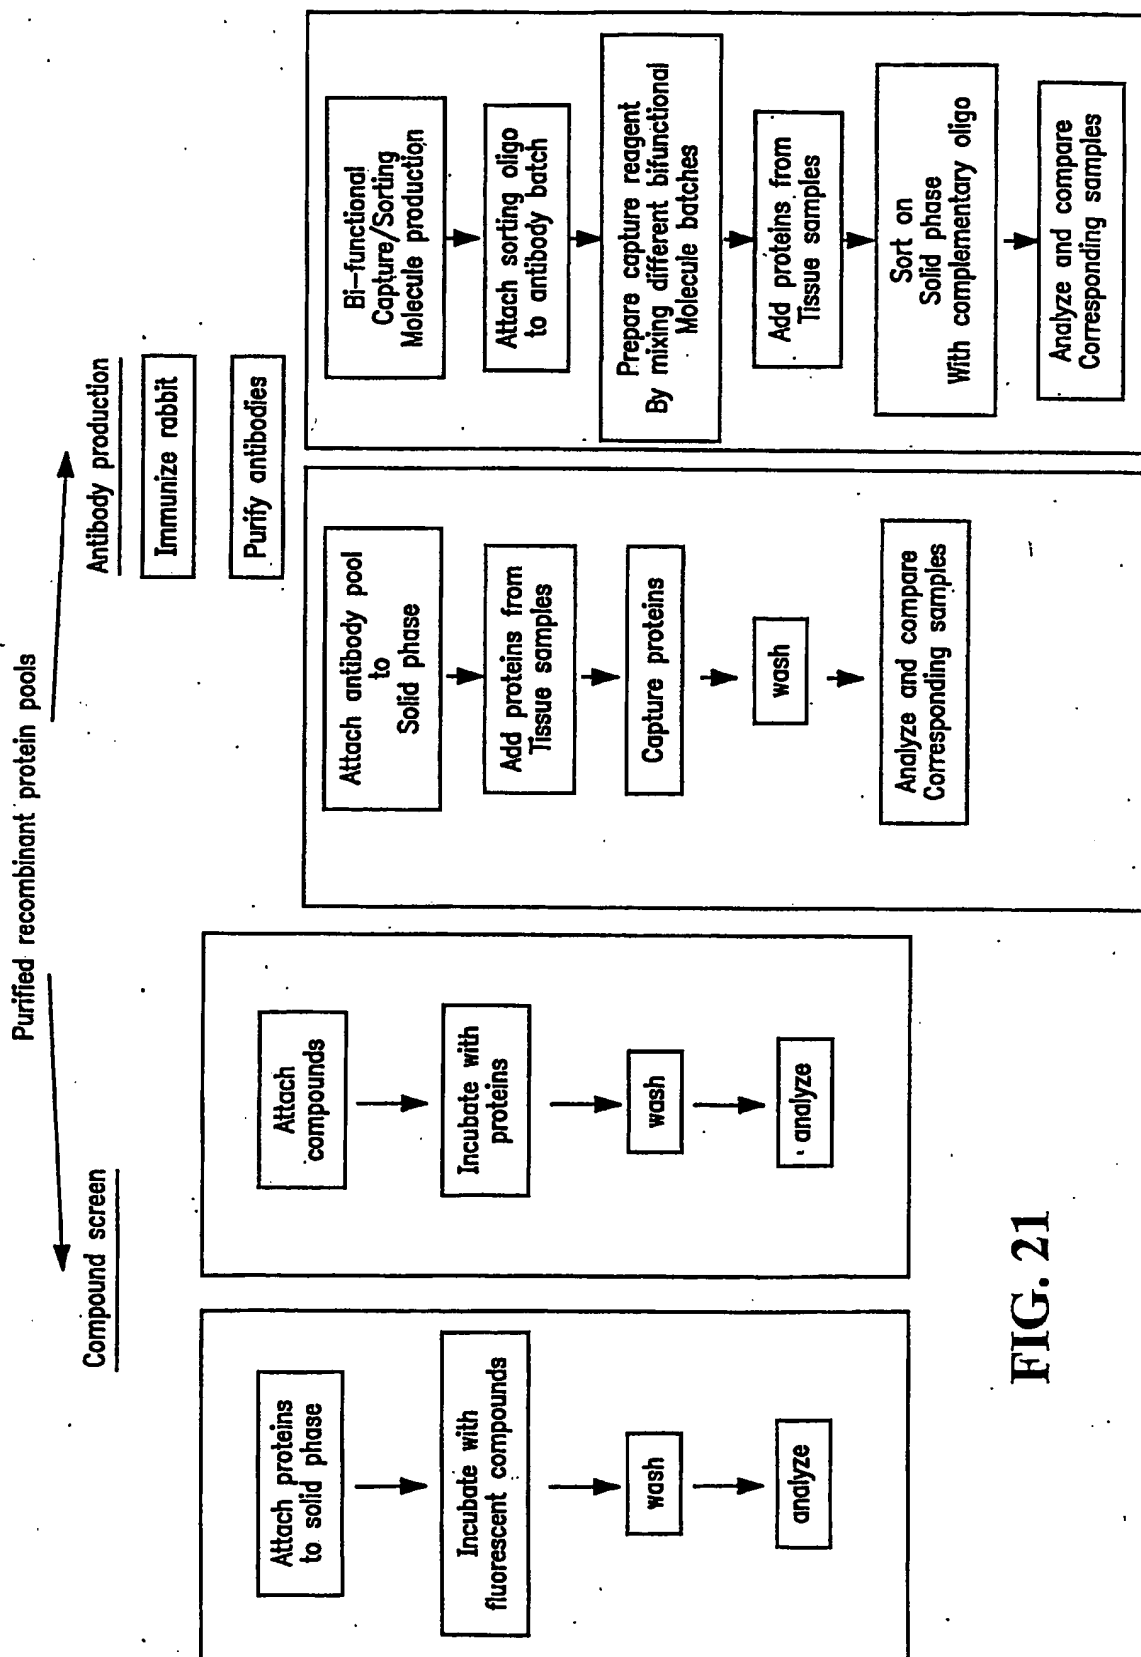 Purified recombinant protein pools
Compound screen
Antibody production
Immunize rabbit
Purify antibodies
Attach proteins
to solid phase
Incubate with
fluorescent compounds
wash
analyze
Attach
compounds
Incubate with
proteins
wash
analyze
Attach antibody pool
to
Solid phase
Add proteins from
Tissue samples
Capture proteins
wash
Analyze and compare
Corresponding samples
Bi-functional
Capture/Sorting
Molecule production
Attach sorting oligo
to antibody batch
Prepare capture reagent
By mixing different bifunctional
Molecule batches
Add proteins from
Tissue samples
Sort on
Solid phase
With complementary oligo
Analyze and compare
Corresponding samples
FIG. 21